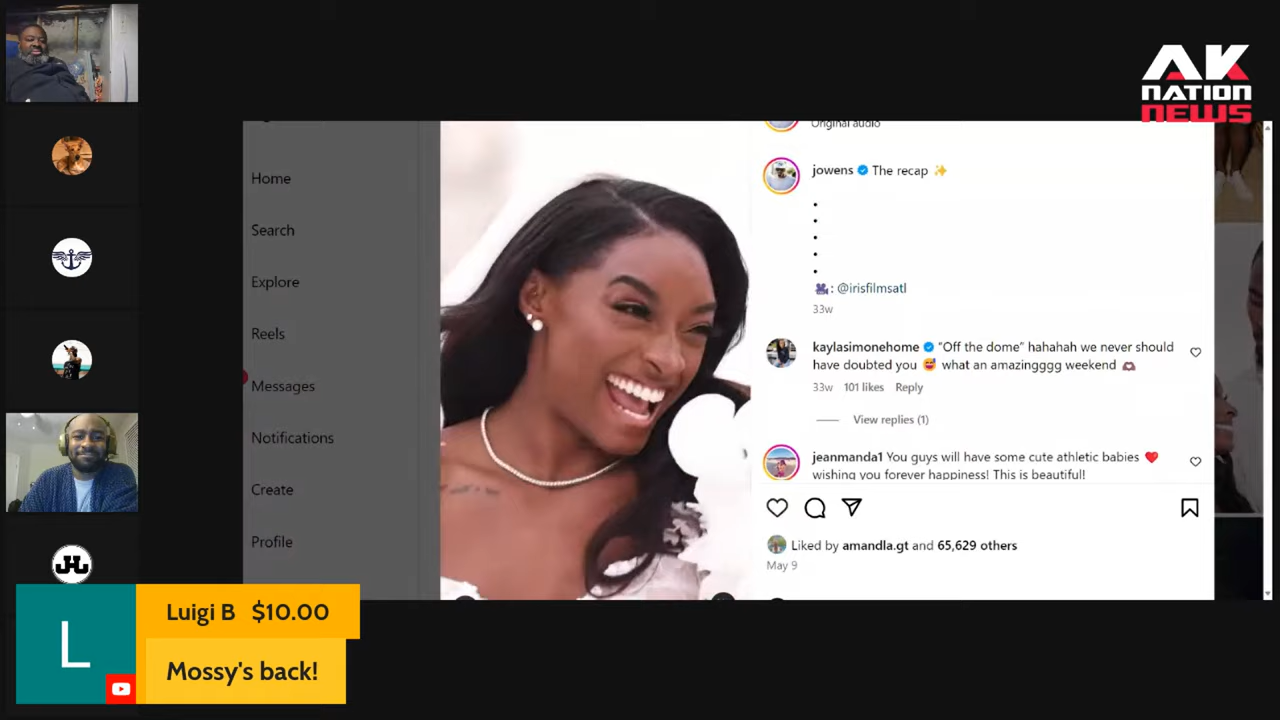 AK
NATION
NEWS
Original audio
Home
Search
Explore
Reels
Messages
Notifications
Create
Profile
jowens The recap ✨
•
•
•
•
•
🎥: @irisfilmsatl
33w
kaylasimonehome "Off the dome" hahahah we never should
have doubted you 😅 what an amazingggg weekend 🫶🏾
33w 101 likes Reply
View replies (1)
jeanmanda1 You guys will have some cute athletic babies ❤️
wishing you forever happiness! This is beautiful!!
Liked by amandla.gt and 65,629 others
May 9
L
Luigi B $10.00
Mossy's back!